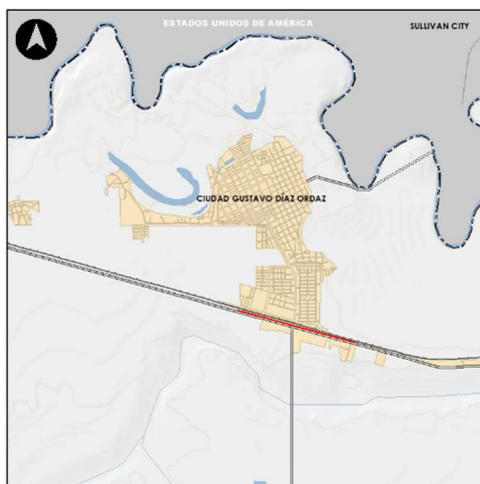 ESTADOS UNIDOS DE AMÉRICA
SULLIVAN CITY
CIUDAD GUSTAVO DÍAZ ORDAZ